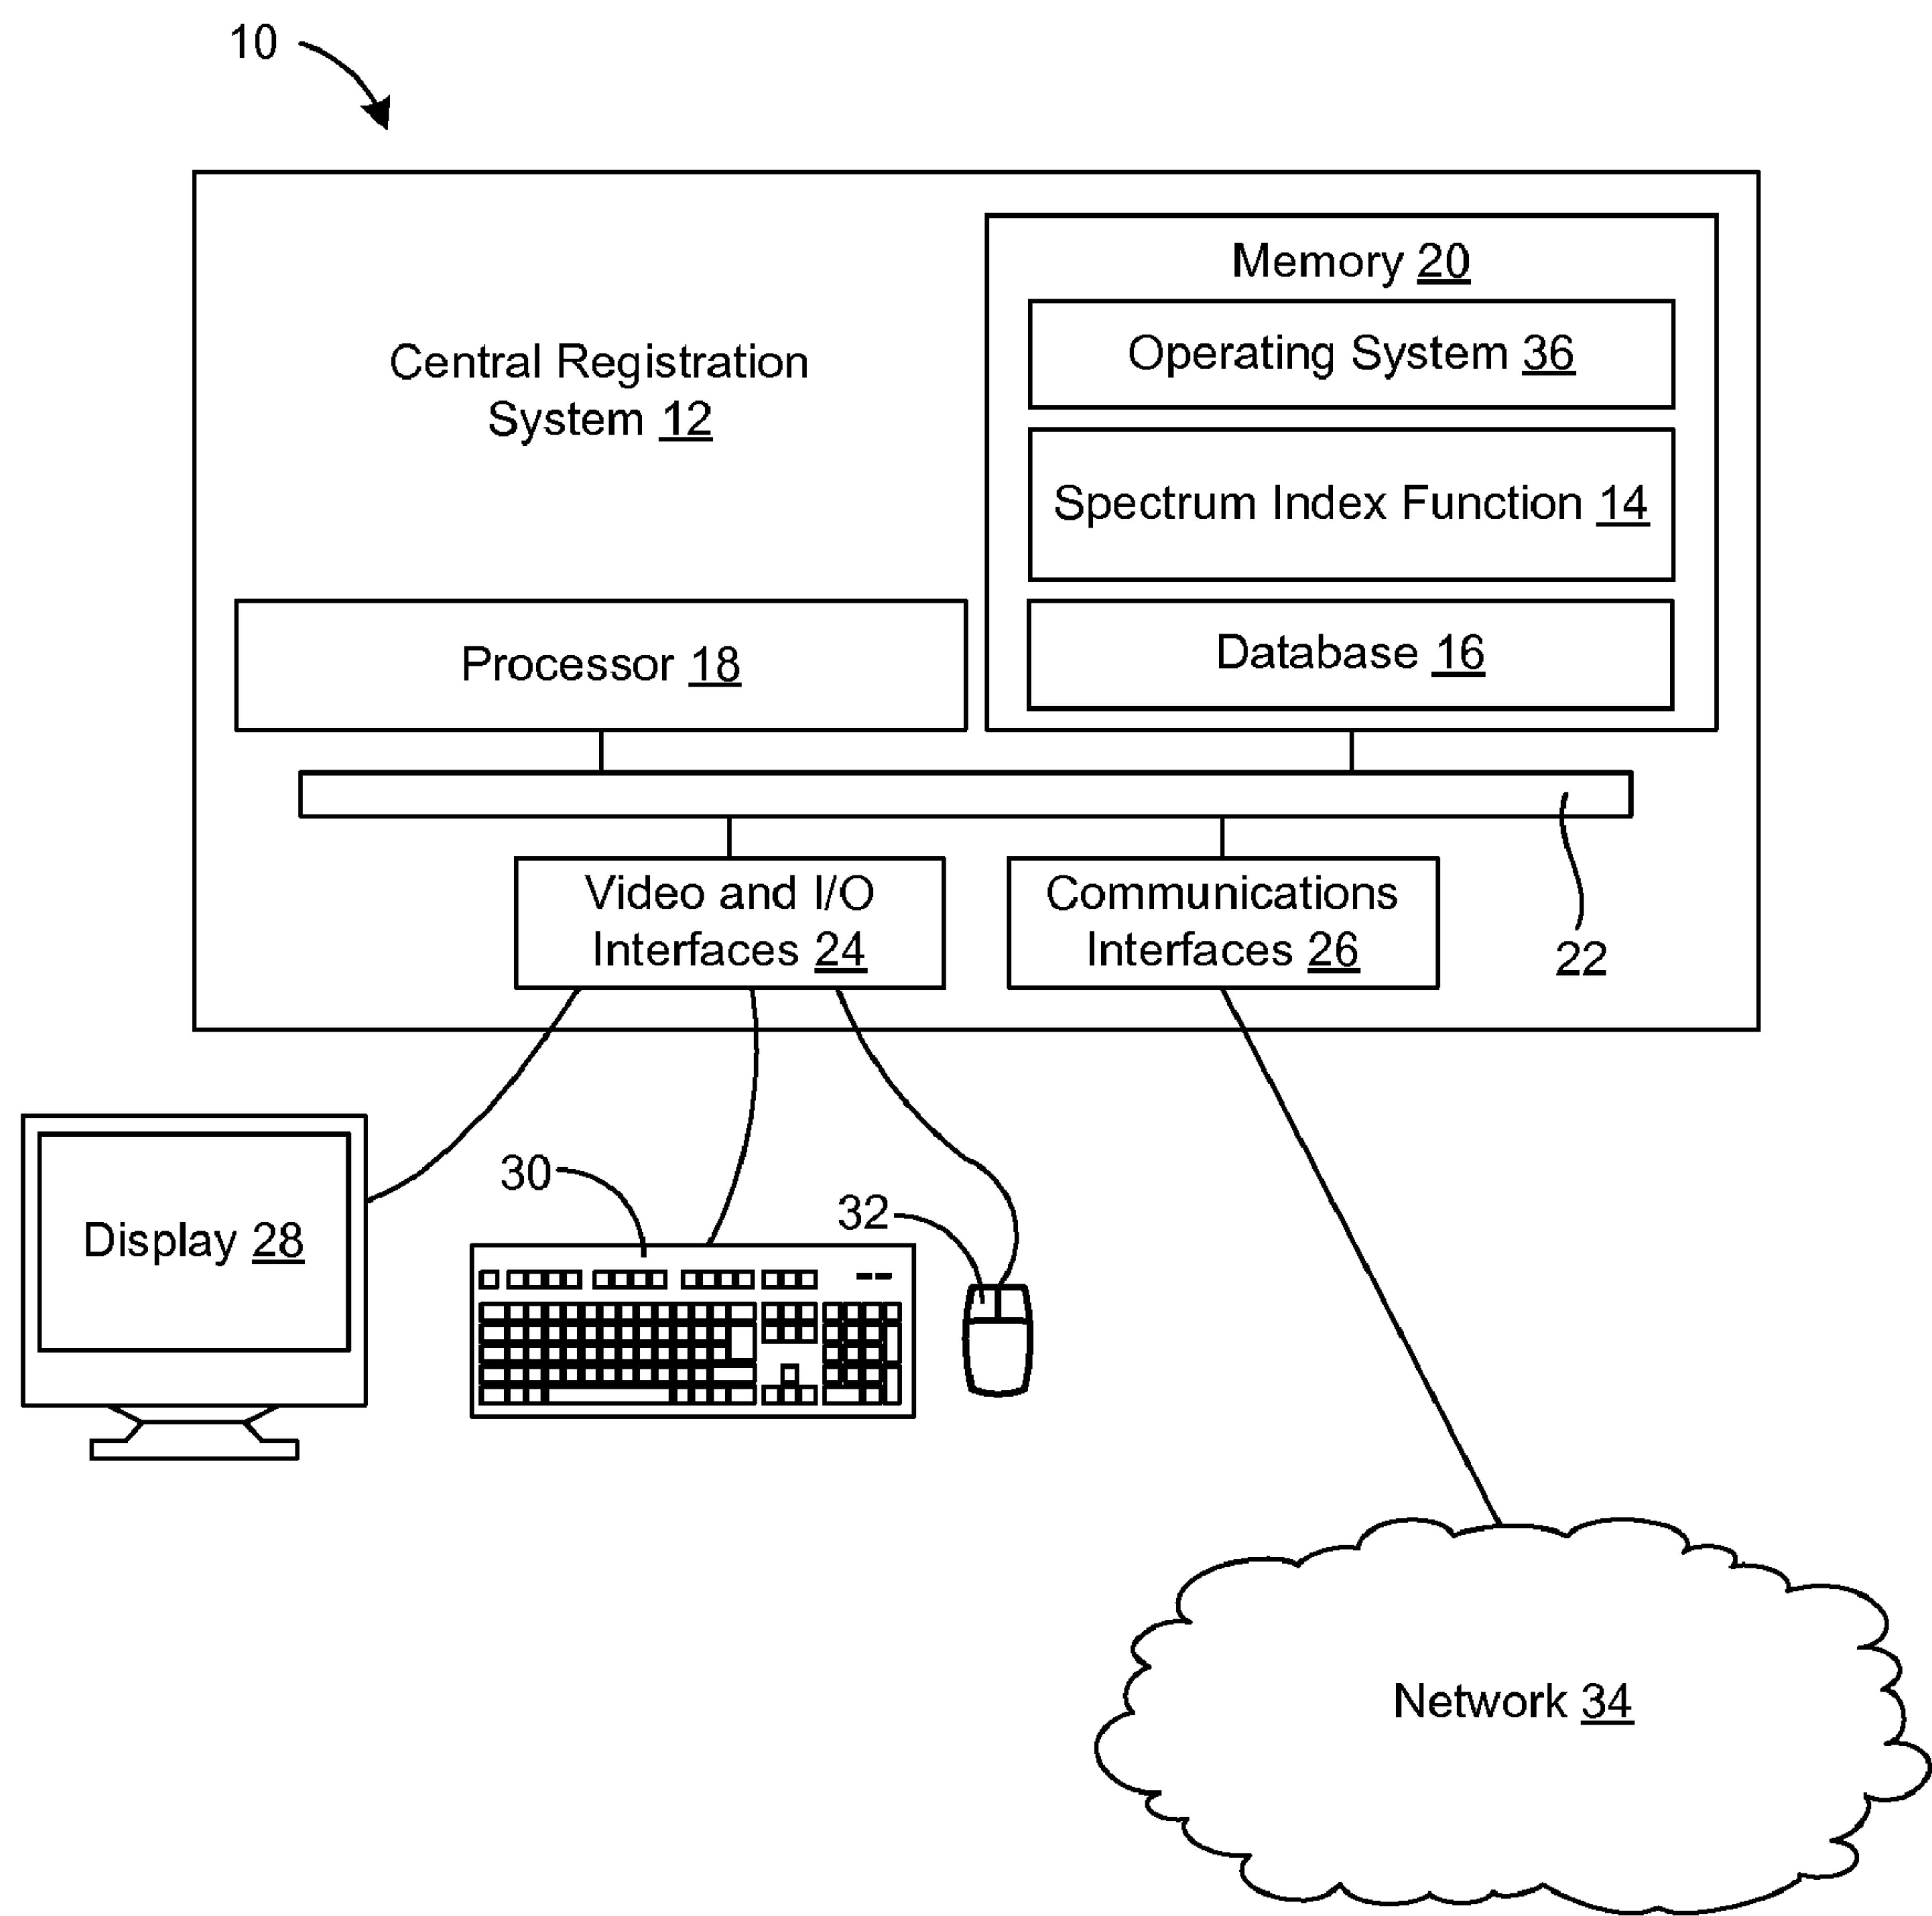 10
Memory 20
Operating System 36
Central Registration
System 12
Spectrum Index Function 14
Processor 18
Database 16
Video and I/O
Interfaces 24
Communications
Interfaces 26
22
30
32
Display 28
Network 34